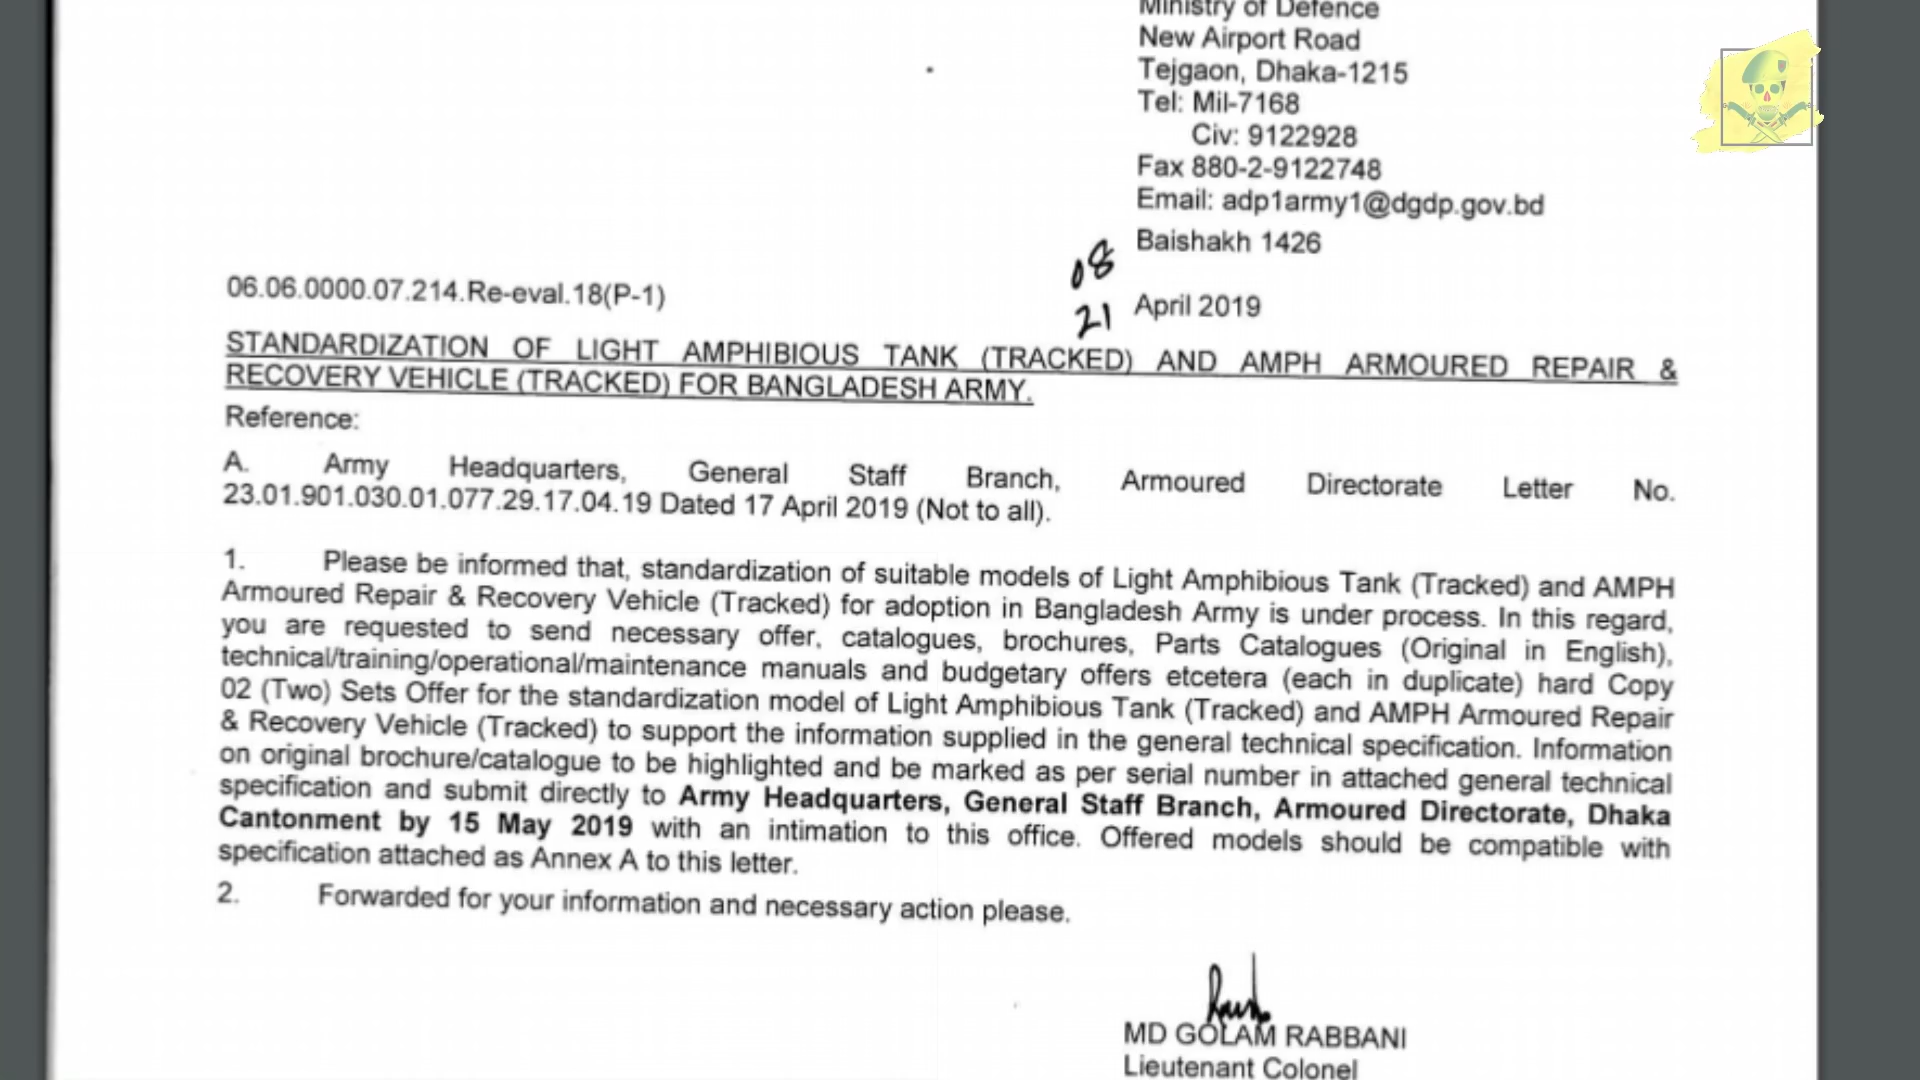 Ministry of Defence
New Airport Road
Tejgaon, Dhaka-1215
Tel: Mil-7168
Civ: 9122928
Fax 880-2-9122748
Email: adp1army1@dgdp.gov.bd
08 Baishakh 1426
06.06.0000.07.214.Re-eval.18(P-1)
21 April 2019
STANDARDIZATION OF LIGHT AMPHIBIOUS TANK (TRACKED) AND AMPH ARMOURED REPAIR &
RECOVERY VEHICLE (TRACKED) FOR BANGLADESH ARMY.
Reference:
A. Army Headquarters, General Staff Branch, Armoured Directorate Letter No.
23.01.901.030.01.077.29.17.04.19 Dated 17 April 2019 (Not to all).
1. Please be informed that, standardization of suitable models of Light Amphibious Tank (Tracked) and AMPH
Armoured Repair & Recovery Vehicle (Tracked) for adoption in Bangladesh Army is under process. In this regard,
you are requested to send necessary offer, catalogues, brochures, Parts Catalogues (Original in English),
technical/training/operational/maintenance manuals and budgetary offers etcetera (each in duplicate) hard Copy
02 (Two) Sets Offer for the standardization model of Light Amphibious Tank (Tracked) and AMPH Armoured Repair
& Recovery Vehicle (Tracked) to support the information supplied in the general technical specification. Information
on original brochure/catalogue to be highlighted and be marked as per serial number in attached general technical
specification and submit directly to Army Headquarters, General Staff Branch, Armoured Directorate, Dhaka
Cantonment by 15 May 2019 with an intimation to this office. Offered models should be compatible with
specification attached as Annex A to this letter.
2. Forwarded for your information and necessary action please.
MD GOLAM RABBANI
Lieutenant Colonel